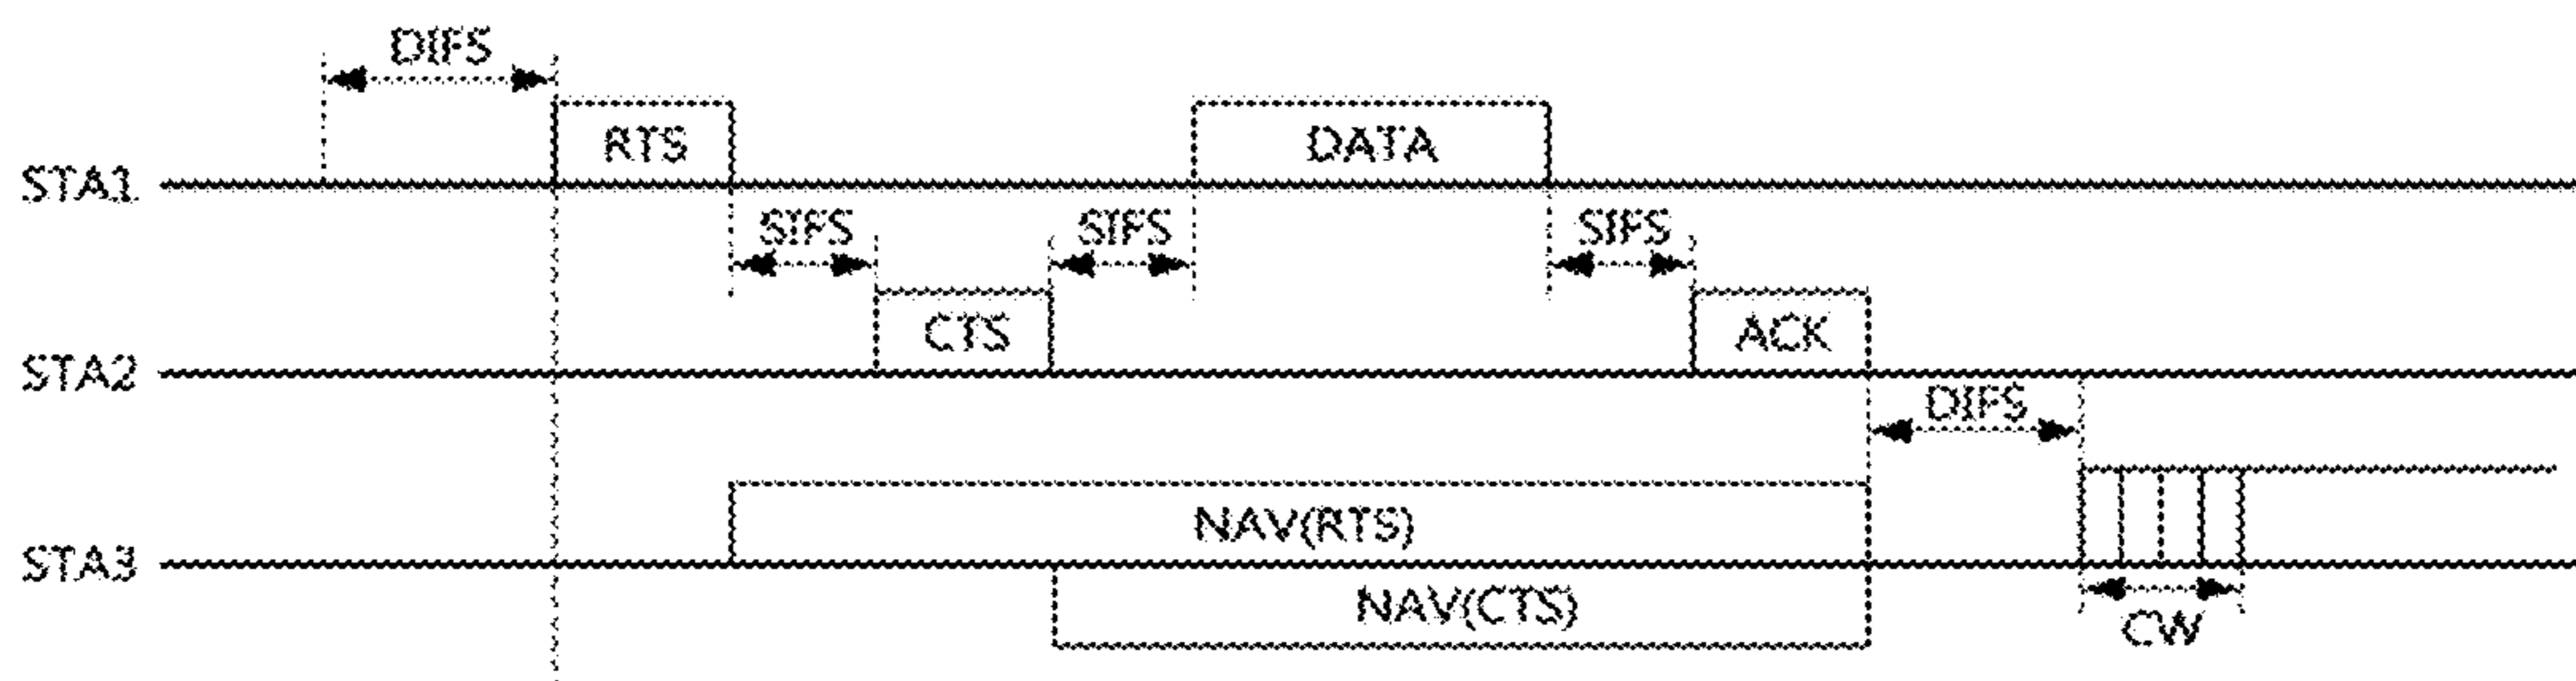 DIFS
RTS
DATA
STA1
SIFS
SIFS
SIFS
CTS
ACK
STA2
DIFS
NAV(RTS)
STA3
NAV(CTS)
CW